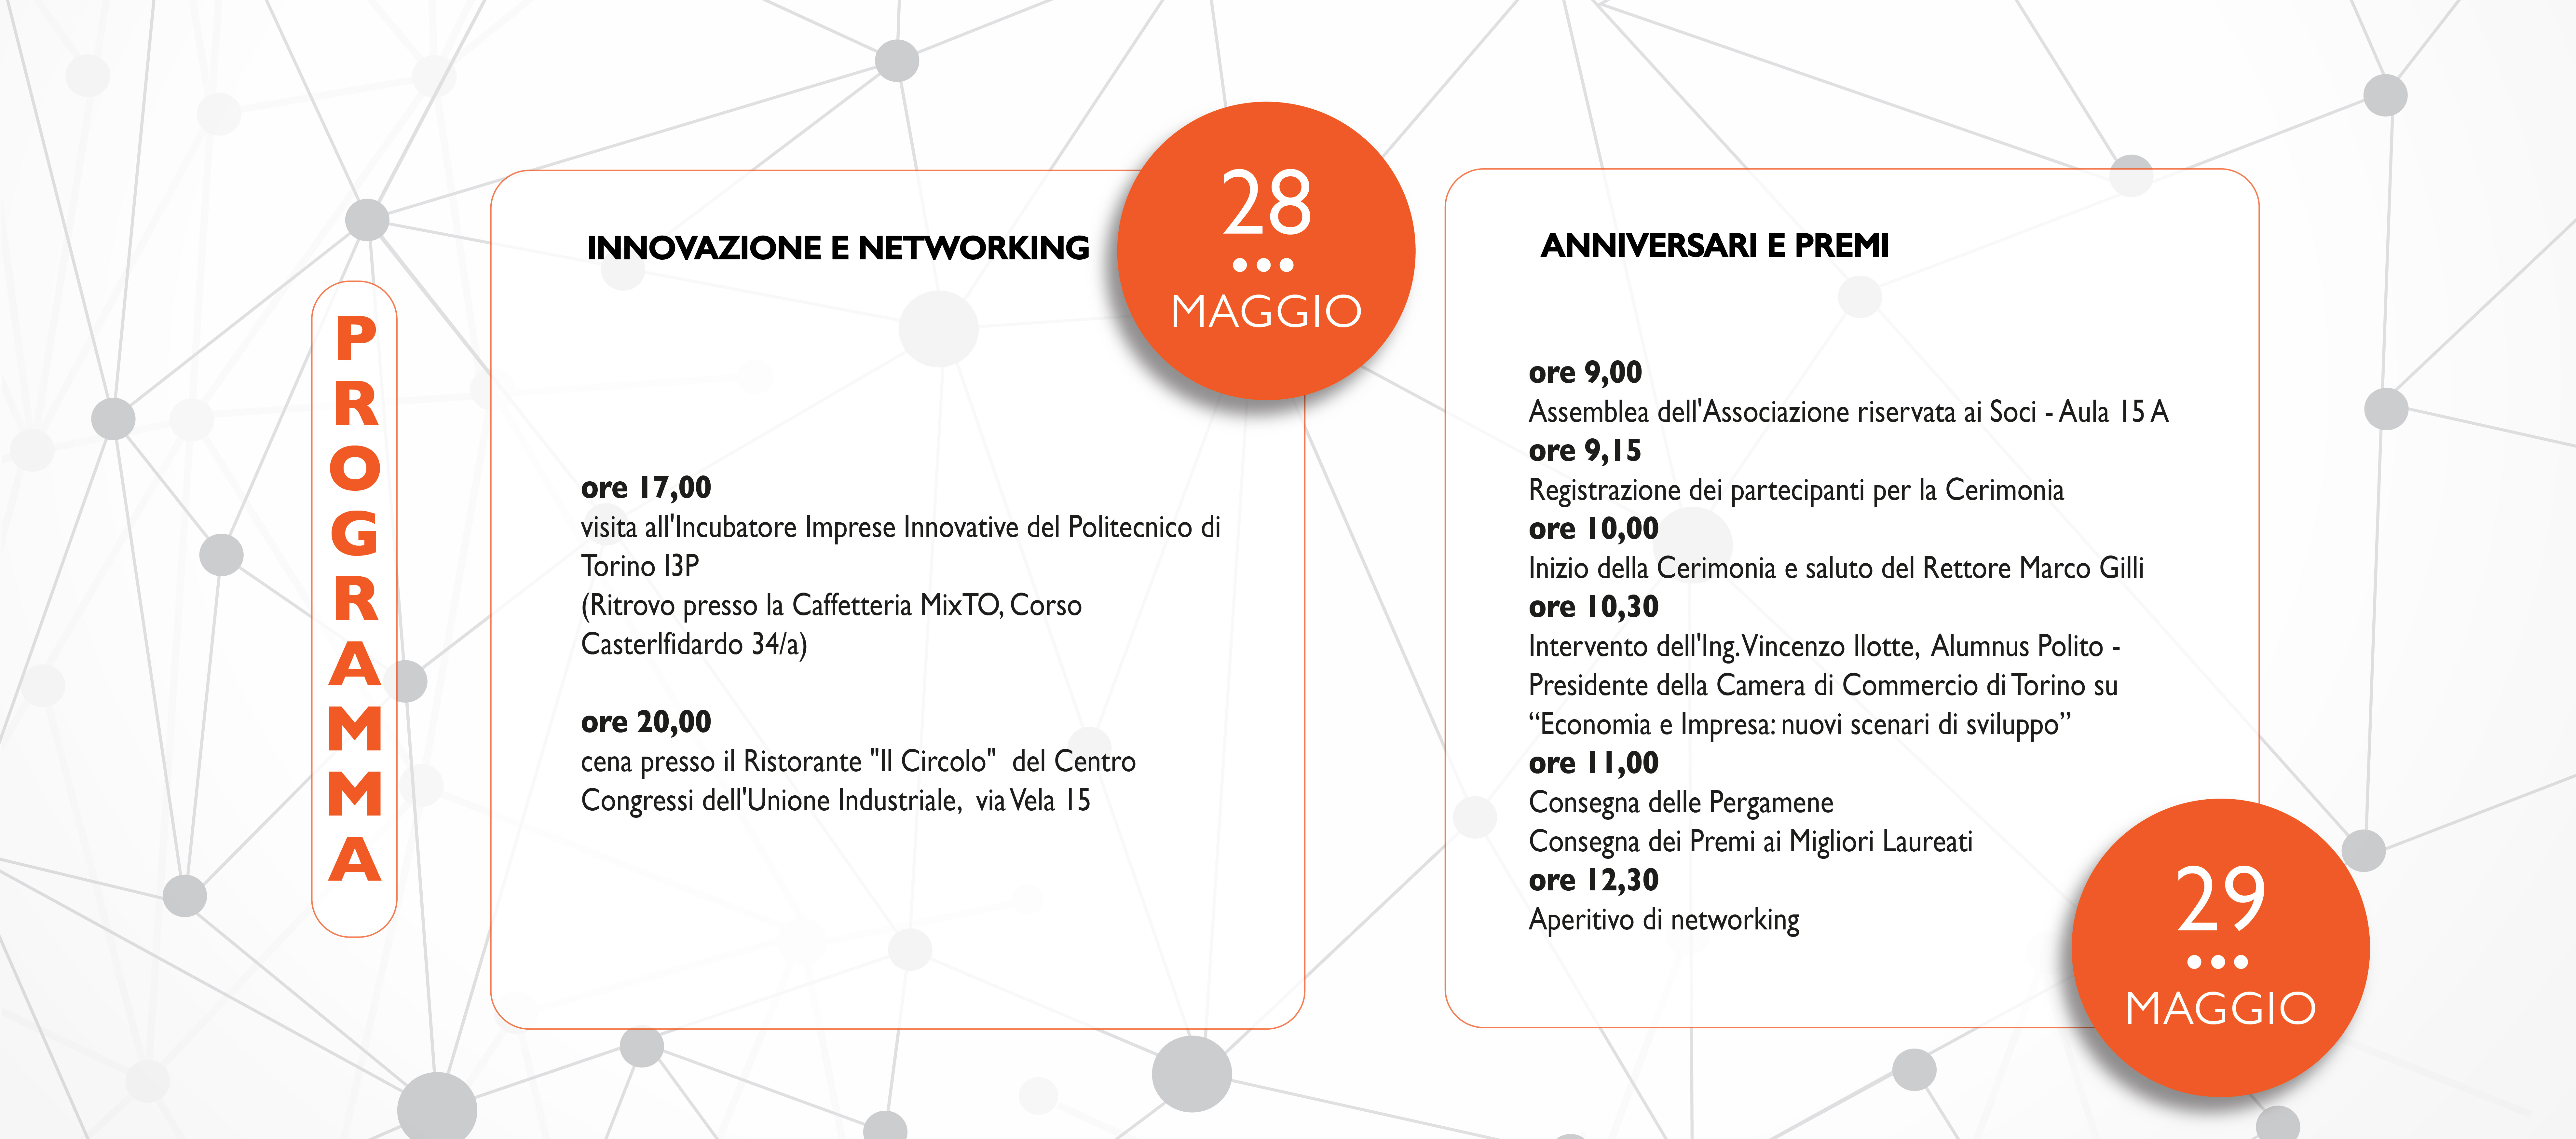 PROGRAMMA
INNOVAZIONE E NETWORKING
28
MAGGIO
ore 17,00
visita all'Incubatore Imprese Innovative del Politecnico di
Torino I3P
(Ritrovo presso la Caffetteria MixTO, Corso
Casterlfidardo 34/a)
ore 20,00
cena presso il Ristorante "Il Circolo" del Centro
Congressi dell'Unione Industriale, via Vela 15
ANNIVERSARI E PREMI
ore 9,00
Assemblea dell'Associazione riservata ai Soci - Aula 15 A
ore 9,15
Registrazione dei partecipanti per la Cerimonia
ore 10,00
Inizio della Cerimonia e saluto del Rettore Marco Gilli
ore 10,30
Intervento dell'Ing. Vincenzo Ilotte, Alumnus Polito -
Presidente della Camera di Commercio di Torino su
“Economia e Impresa: nuovi scenari di sviluppo”
ore 11,00
Consegna delle Pergamene
Consegna dei Premi ai Migliori Laureati
ore 12,30
Aperitivo di networking
29
MAGGIO